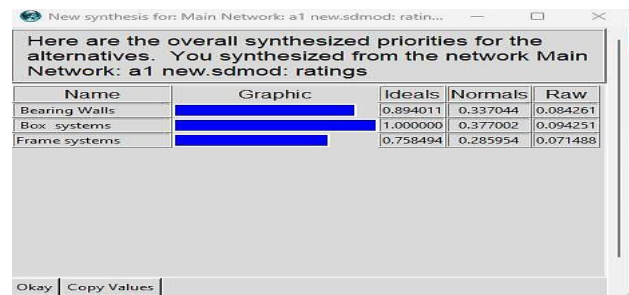 New synthesis for: Main Network: a1 new.sdmod: ratin...
Here are the overall synthesized priorities for the
alternatives. You synthesized from the network Main
Network: a1 new.sdmod: ratings
Name Graphic Ideals Normals Raw
Bearing Walls 0.894011 0.337044 0.084261
Box systems 1.000000 0.377002 0.094251
Frame systems 0.758494 0.285954 0.071488
Okay Copy Values